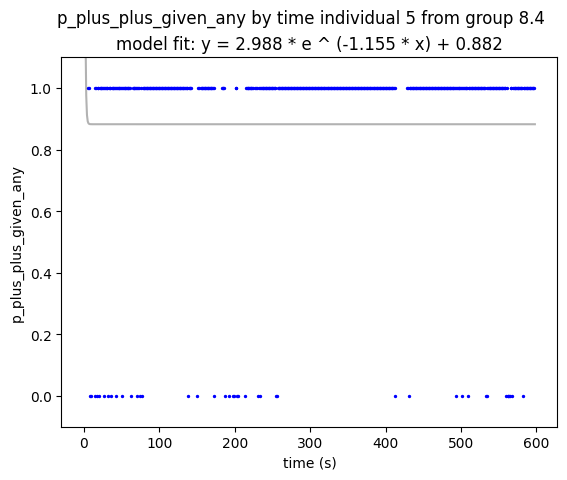 p_plus_plus_given_any by time individual 5 from group 8.4
model fit: y = 2.988 * e ^ (-1.155 * x) + 0.882
1.0
0.8
0.6
0.4
0.2
0.0
p_plus_plus_given_any
0 100 200 300 400 500 600
time (s)